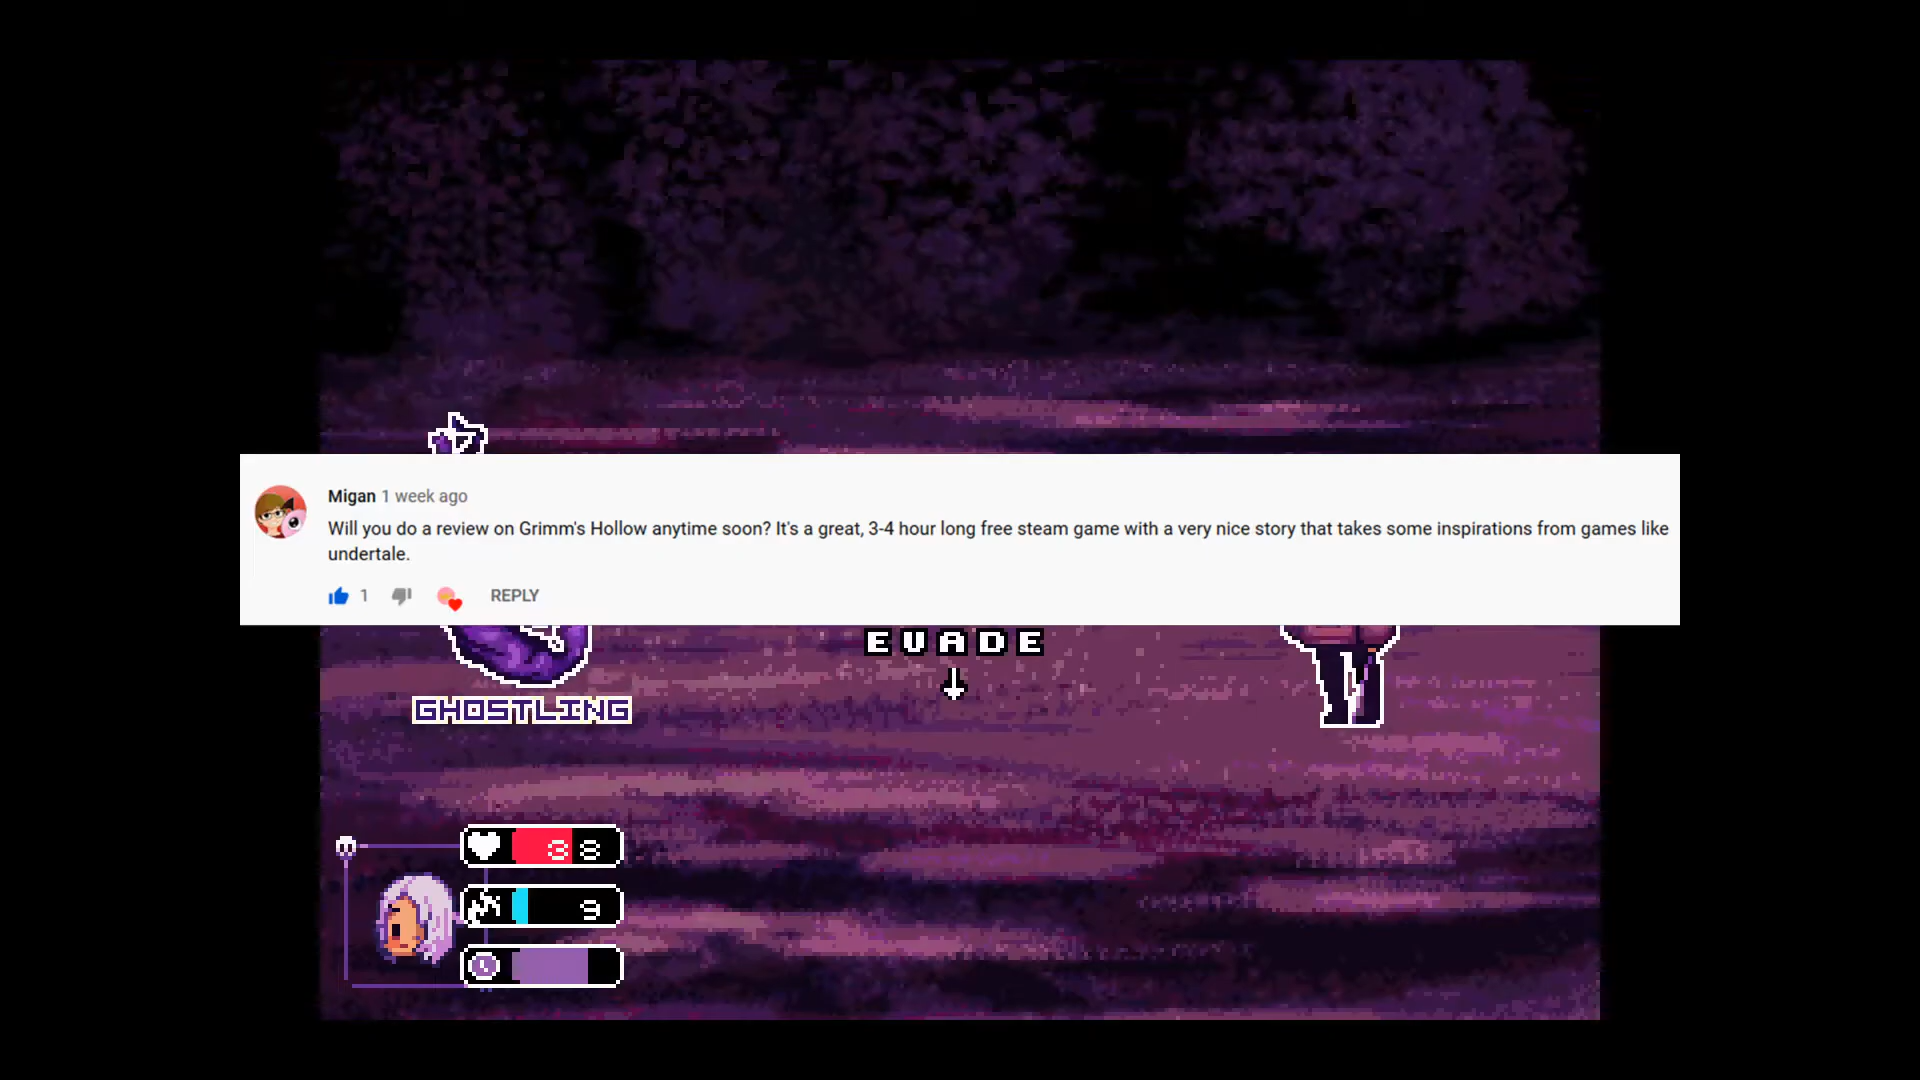 Migan 1 week ago
Will you do a review on Grimm's Hollow anytime soon? It's a great, 3-4 hour long free steam game with a very nice story that takes some inspirations from games like
undertale.
1 REPLY
EVADE
GHOSTLING
38
9